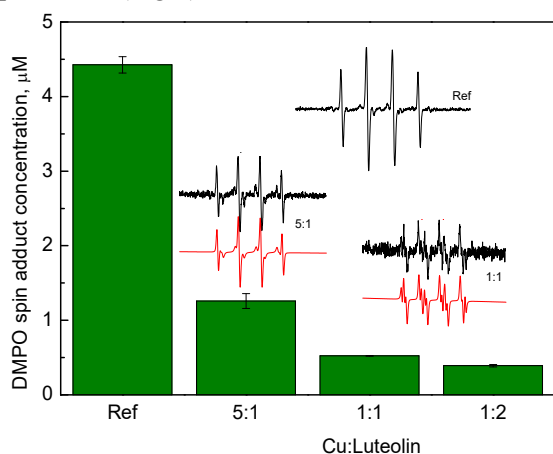 DMPO spin adduct concentration, μM
5
4
3
2
1
0
Ref
5:1
1:1
Ref
5:1
1:1
1:2
Cu:Luteolin